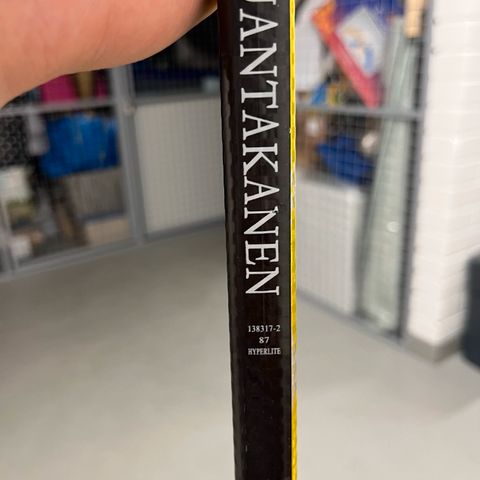 ANTAKANEN
138317-2
87
HYPERLITE